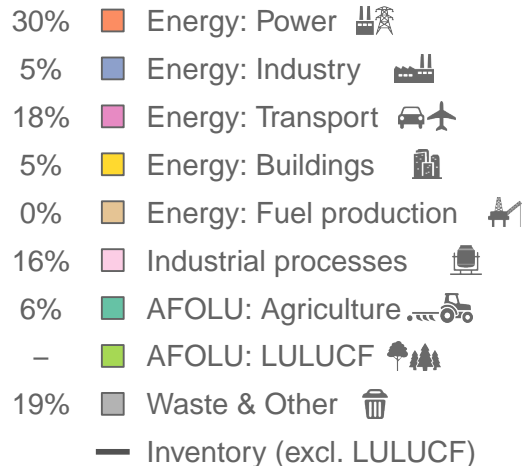 30% Energy: Power
5% Energy: Industry
18% Energy: Transport
5% Energy: Buildings
0% Energy: Fuel production
16% Industrial processes
6% AFOLU: Agriculture
– AFOLU: LULUCF
19% Waste & Other
Inventory (excl. LULUCF)